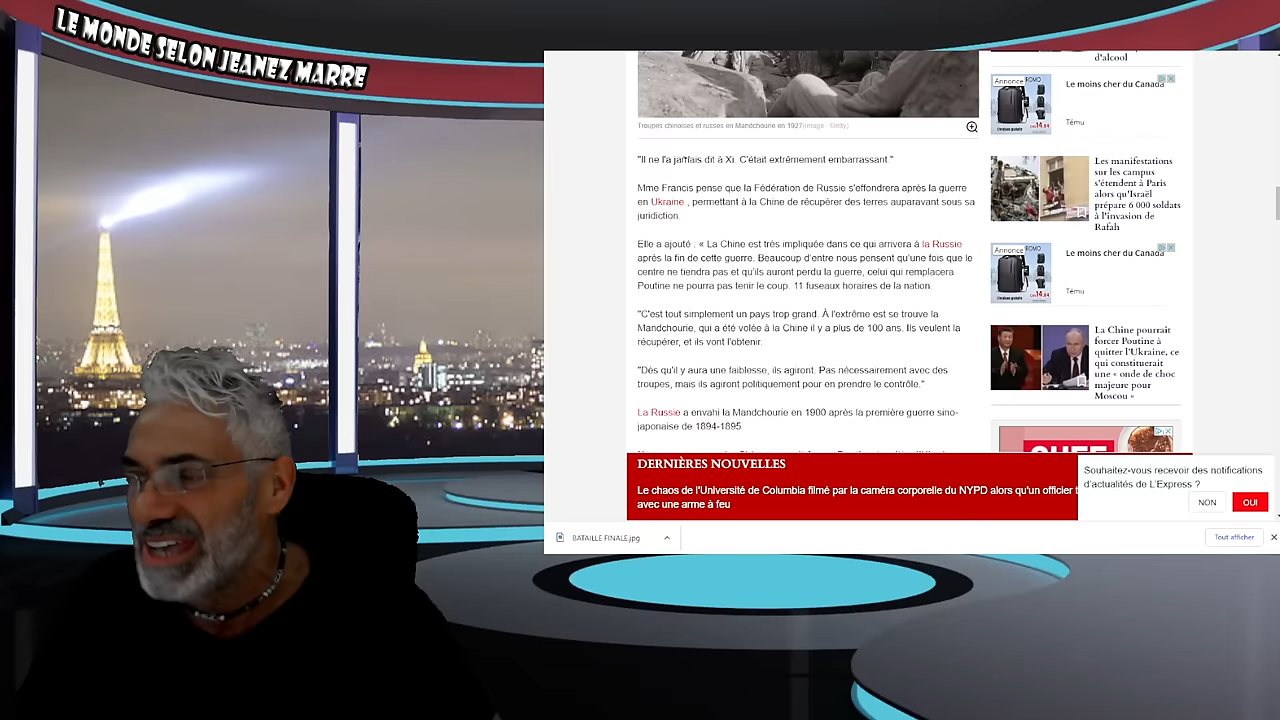 LE MONDE SELON JEANEZ MARRE
Troupes chinoises et russes en Mandchourie en 1927(image : Getty)
"Il ne l'a jamais dit à Xi. C'était extrêmement embarrassant."
Mme Francis pense que la Fédération de Russie s'effondrera après la guerre
en Ukraine , permettant à la Chine de récupérer des terres auparavant sous sa
juridiction.
Elle a ajouté : « La Chine est très impliquée dans ce qui arrivera à la Russie
après la fin de cette guerre. Beaucoup d'entre nous pensent qu'une fois que le
centre ne tiendra pas et qu'ils auront perdu la guerre, celui qui remplacera
Poutine ne pourra pas tenir le coup. 11 fuseaux horaires de la nation.
"C'est tout simplement un pays trop grand. À l'extrême est se trouve la
Mandchourie, qui a été volée à la Chine il y a plus de 100 ans. Ils veulent la
récupérer, et ils vont l'obtenir.
"Dès qu'il y aura une faiblesse, ils agiront. Pas nécessairement avec des
troupes, mais ils agiront politiquement pour en prendre le contrôle."
La Russie a envahi la Mandchourie en 1900 après la première guerre sino-
japonaise de 1894-1895.
DERNIÈRES NOUVELLES
Le chaos de l'Université de Columbia filmé par la caméra corporelle du NYPD alors qu'un officier t
avec une arme à feu
d'alcool
Annonce
Le moins cher du Canada
Tému
Les manifestations
sur les campus
s'étendent à Paris
alors qu'Israël
prépare 6 000 soldats
à l'invasion de
Rafah
Annonce
Le moins cher du Canada
Tému
La Chine pourrait
forcer Poutine à
quitter l'Ukraine, ce
qui constituerait
une « onde de choc
majeure pour
Moscou »
Souhaitez-vous recevoir des notifications
d'actualités de L'Express ?
NON
OUI
BATAILLE FINALE.jpg
Tout afficher